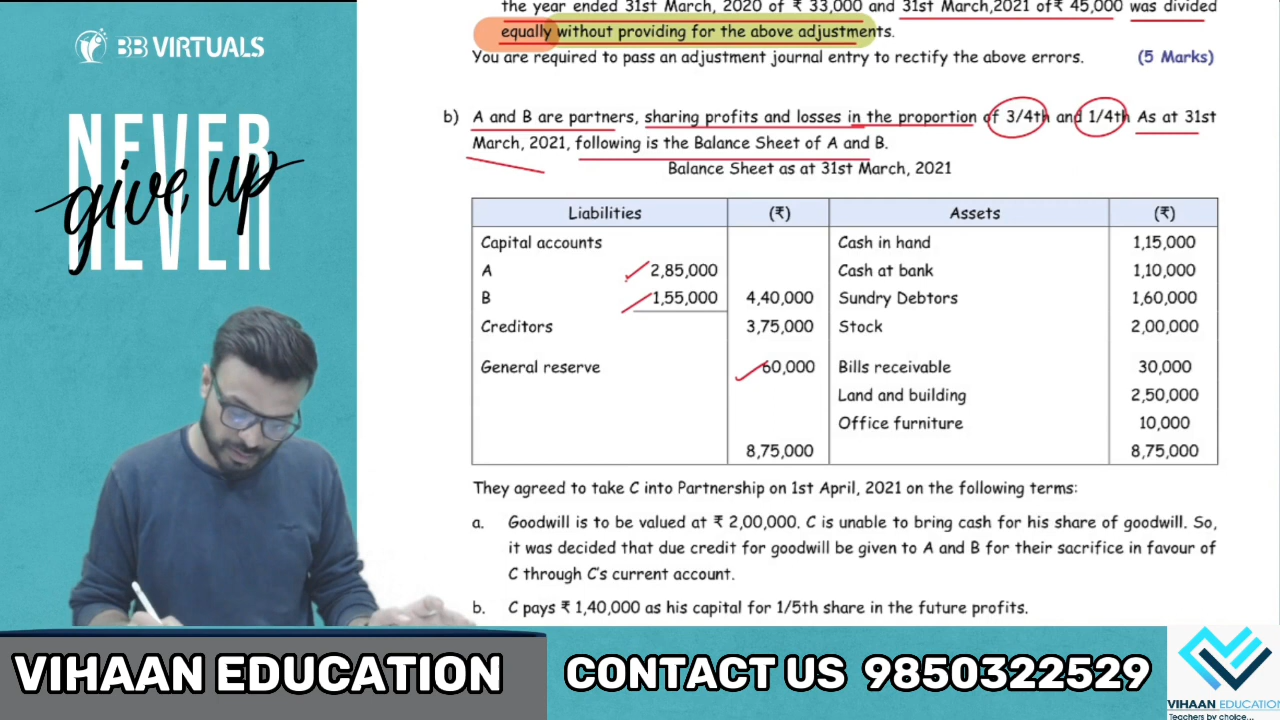 BB VIRTUALS
NEVER
give up
NEVER
the year ended 31st March, 2020 of ₹ 33,000 and 31st March,2021 of₹ 45,000 was divided
equally without providing for the above adjustments.
You are required to pass an adjustment journal entry to rectify the above errors. (5 Marks)
b) A and B are partners, sharing profits and losses in the proportion of 3/4th and 1/4th As at 31st
March, 2021, following is the Balance Sheet of A and B.
Balance Sheet as at 31st March, 2021
Liabilities (₹) Assets (₹)
Capital accounts Cash in hand 1,15,000
A 2,85,000 Cash at bank 1,10,000
B 1,55,000 4,40,000 Sundry Debtors 1,60,000
Creditors 3,75,000 Stock 2,00,000
General reserve 60,000 Bills receivable 30,000
Land and building 2,50,000
Office furniture 10,000
8,75,000 8,75,000
They agreed to take C into Partnership on 1st April, 2021 on the following terms:
a. Goodwill is to be valued at ₹ 2,00,000. C is unable to bring cash for his share of goodwill. So,
it was decided that due credit for goodwill be given to A and B for their sacrifice in favour of
C through C's current account.
b. C pays ₹ 1,40,000 as his capital for 1/5th share in the future profits.
VIHAAN EDUCATION CONTACT US 9850322529
VIHAAN EDUCATION
Teachers by choice...